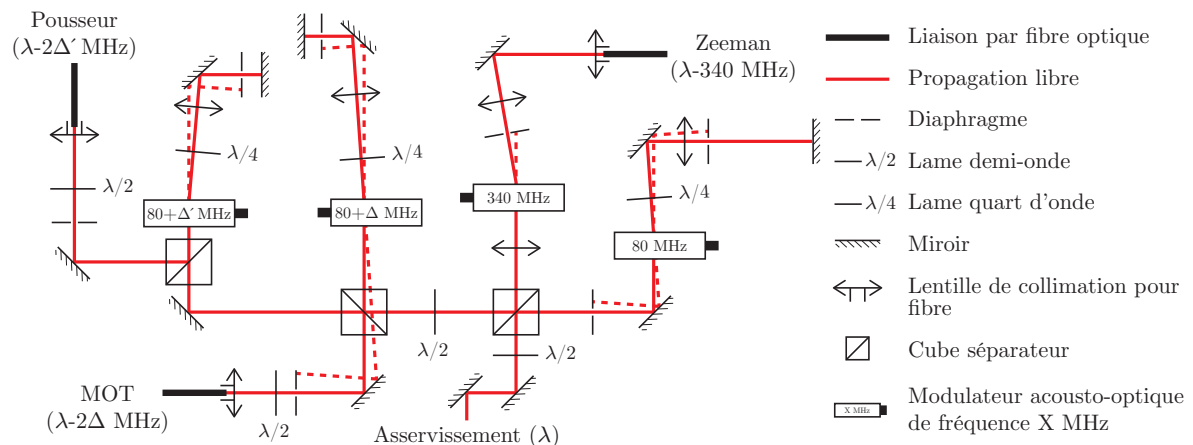 Pousseur
(λ-2Δ´ MHz)
Zeeman
(λ-340 MHz)
λ/4
λ/4
λ/2
λ/4
80+Δ´ MHz
80+Δ MHz
340 MHz
80 MHz
λ/2
λ/2
MOT
(λ-2Δ MHz)
λ/2
Asservissement (λ)
Liaison par fibre optique
Propagation libre
Diaphragme
λ/2 Lame demi-onde
λ/4 Lame quart d'onde
Miroir
Lentille de collimation pour
fibre
Cube séparateur
X MHz
Modulateur acousto-optique
de fréquence X MHz